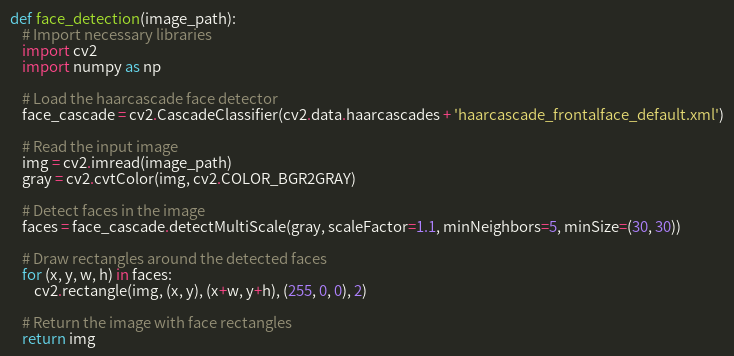 def face_detection(image_path):
    # Import necessary libraries
    import cv2
    import numpy as np

    # Load the haarcascade face detector
    face_cascade = cv2.CascadeClassifier(cv2.data.haarcascades + 'haarcascade_frontalface_default.xml')

    # Read the input image
    img = cv2.imread(image_path)
    gray = cv2.cvtColor(img, cv2.COLOR_BGR2GRAY)

    # Detect faces in the image
    faces = face_cascade.detectMultiScale(gray, scaleFactor=1.1, minNeighbors=5, minSize=(30, 30))

    # Draw rectangles around the detected faces
    for (x, y, w, h) in faces:
        cv2.rectangle(img, (x, y), (x+w, y+h), (255, 0, 0), 2)

    # Return the image with face rectangles
    return img